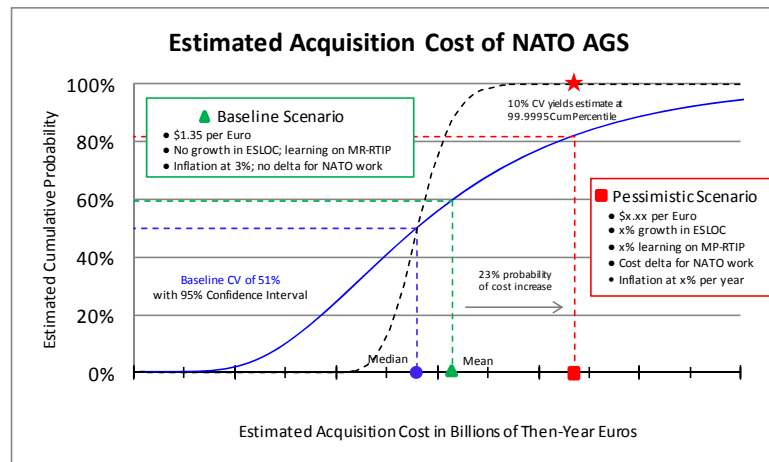 Estimated Acquisition Cost of NATO AGS
Estimated Cumulative Probability
100%
80%
60%
40%
20%
0%
Baseline Scenario
• $1.35 per Euro
• No growth in ESLOC; learning on MR-RTIP
• Inflation at 3%; no delta for NATO work
10% CV yields estimate at
99.9995CumPercentile
Pessimistic Scenario
• $x.xx per Euro
• x% growth in ESLOC
• x% learning on MP-RTIP
• Cost delta for NATO work
• Inflation at x% per year
Baseline CV of 51%
with 95% Confidence Interval
23% probability
of cost increase
Median
Mean
Estimated Acquisition Cost in Billions of Then-Year Euros